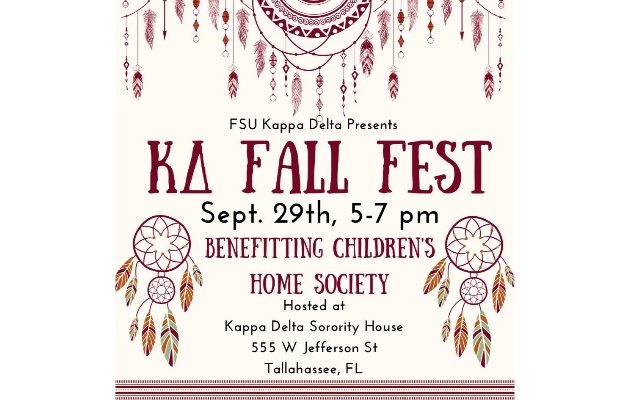 FSU Kappa Delta Presents
KΔ FALL FEST
Sept. 29th, 5-7 pm
BENEFITTING CHILDREN'S
HOME SOCIETY
Hosted at
Kappa Delta Sorority House
555 W Jefferson St
Tallahassee, FL